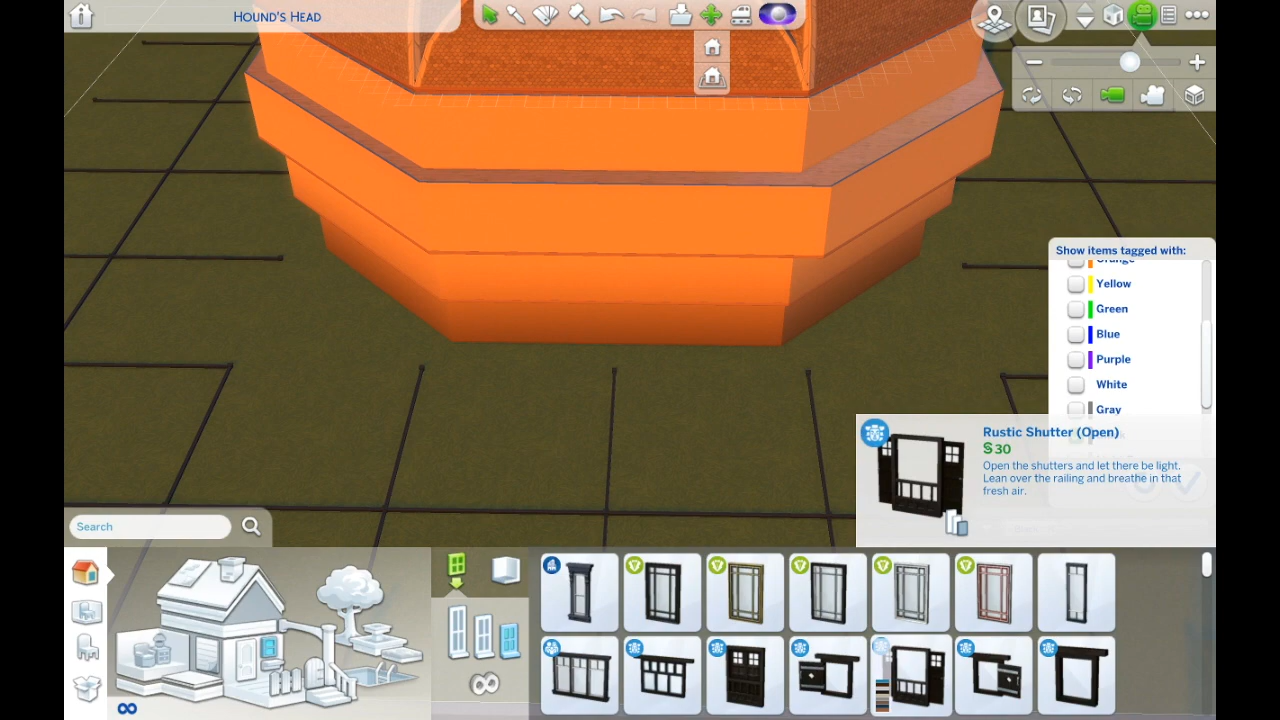 HOUND'S HEAD
Show items tagged with:
Orange
Yellow
Green
Blue
Purple
White
Gray
Rustic Shutter (Open)
§30
Open the shutters and let there be light.
Lean over the railing and breathe in that
fresh air.
Search